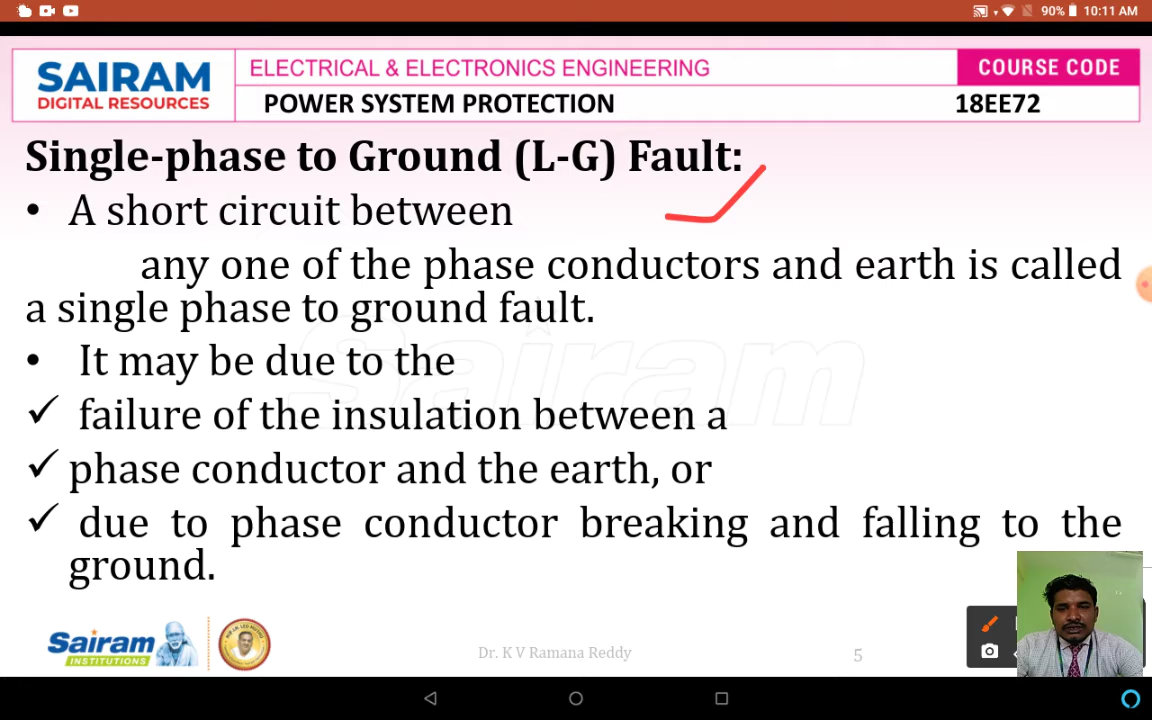 90% 10:11 AM
SAIRAM
DIGITAL RESOURCES
ELECTRICAL & ELECTRONICS ENGINEERING
COURSE CODE
POWER SYSTEM PROTECTION
18EE72
Single-phase to Ground (L-G) Fault:
• A short circuit between
any one of the phase conductors and earth is called
a single phase to ground fault.
• It may be due to the
✓ failure of the insulation between a
✓ phase conductor and the earth, or
✓ due to phase conductor breaking and falling to the
ground.
Sairam
Sairam
INSTITUTIONS
Dr. K V Ramana Reddy
5